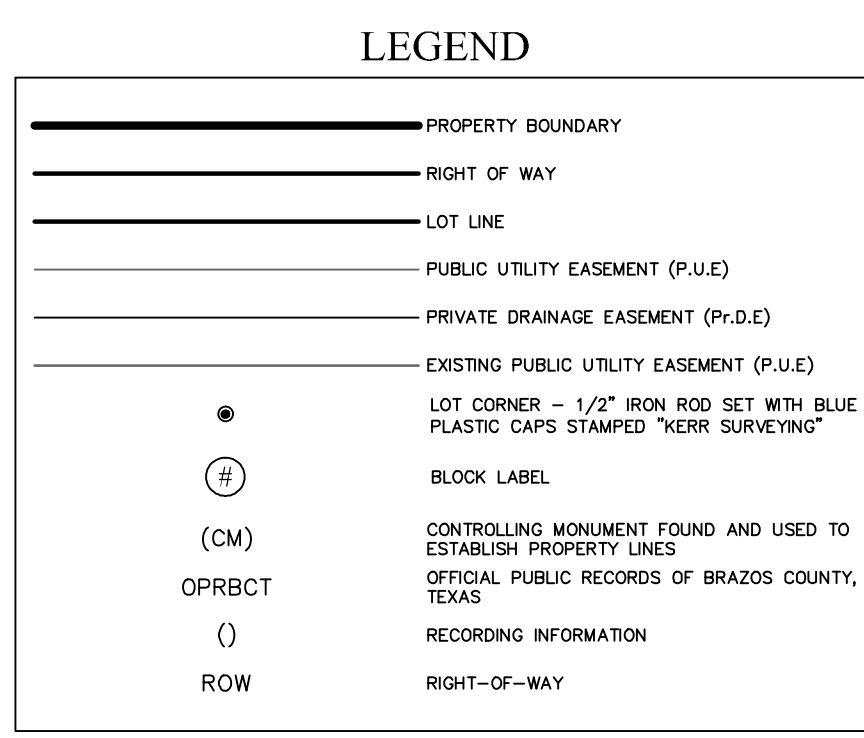 LEGEND
PROPERTY BOUNDARY
RIGHT OF WAY
LOT LINE
PUBLIC UTILITY EASEMENT (P.U.E)
PRIVATE DRAINAGE EASEMENT (Pr.D.E)
EXISTING PUBLIC UTILITY EASEMENT (P.U.E)
LOT CORNER – 1/2" IRON ROD SET WITH BLUE
PLASTIC CAPS STAMPED "KERR SURVEYING"
# BLOCK LABEL
(CM) CONTROLLING MONUMENT FOUND AND USED TO
ESTABLISH PROPERTY LINES
OPRBCT OFFICIAL PUBLIC RECORDS OF BRAZOS COUNTY,
TEXAS
() RECORDING INFORMATION
ROW RIGHT–OF–WAY